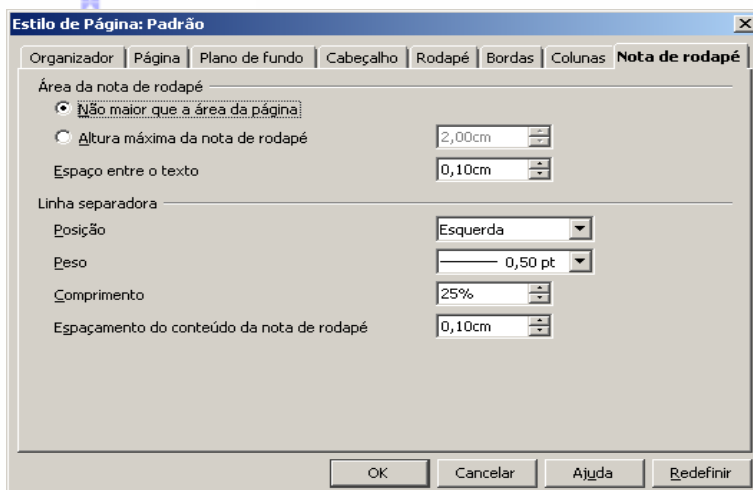 Estilo de Página: Padrão
Organizador Página Plano de fundo Cabeçalho Rodapé Bordas Colunas Nota de rodapé
Área da nota de rodapé
Não maior que a área da página
Altura máxima da nota de rodapé 2,00cm
Espaço entre o texto 0,10cm
Linha separadora
Posição Esquerda
Peso 0,50 pt
Comprimento 25%
Espaçamento do conteúdo da nota de rodapé 0,10cm
OK Cancelar Ajuda Redefinir